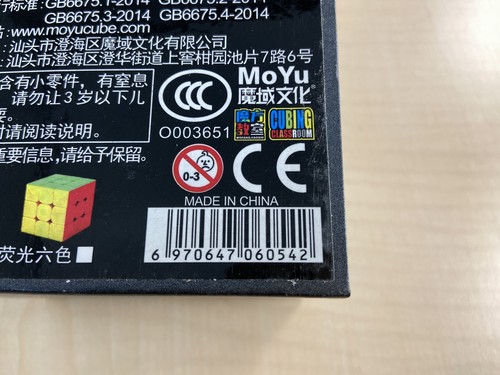 行标准: GB6675.1-2014 GB6675.2-2014
GB6675.3-2014 GB6675.4-2014
: www.moyucube.com
: 汕头市澄海区魔域文化有限公司
: 汕头市澄海区澄华街道上窖柑园池片7路6号
含有小零件,有窒息
请勿让3岁以下儿
卖。
请阅读说明。
重要信息,请给予保留。
CCC
O003651
MoYu
魔域文化
魔方教室
CUBING CLASSROOM
0-3
CE
MADE IN CHINA
荧光六色
6 970647 060542